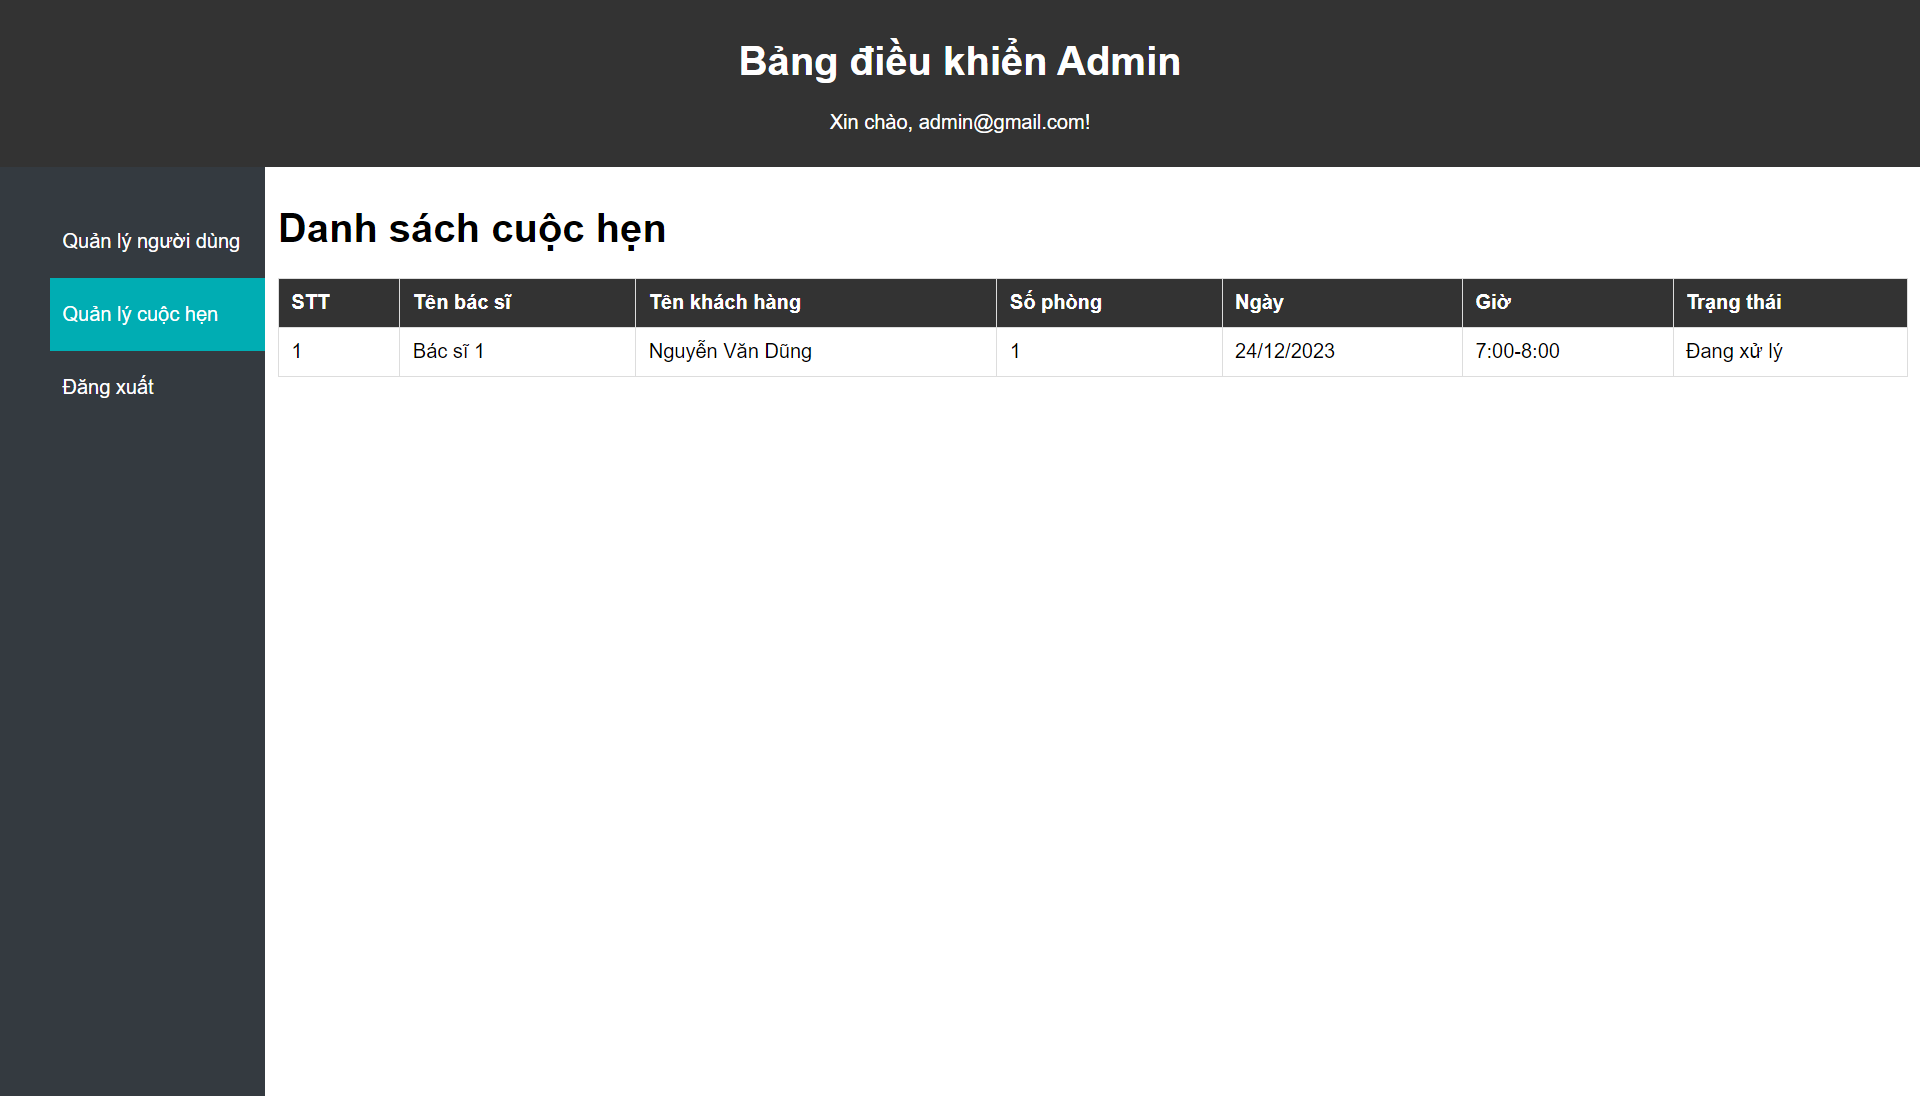 Bảng điều khiển Admin
Xin chào, admin@gmail.com!
Quản lý người dùng
Quản lý cuộc hẹn
Đăng xuất
Danh sách cuộc hẹn
STT Tên bác sĩ Tên khách hàng Số phòng Ngày Giờ Trạng thái
1 Bác sĩ 1 Nguyễn Văn Dũng 1 24/12/2023 7:00-8:00 Đang xử lý